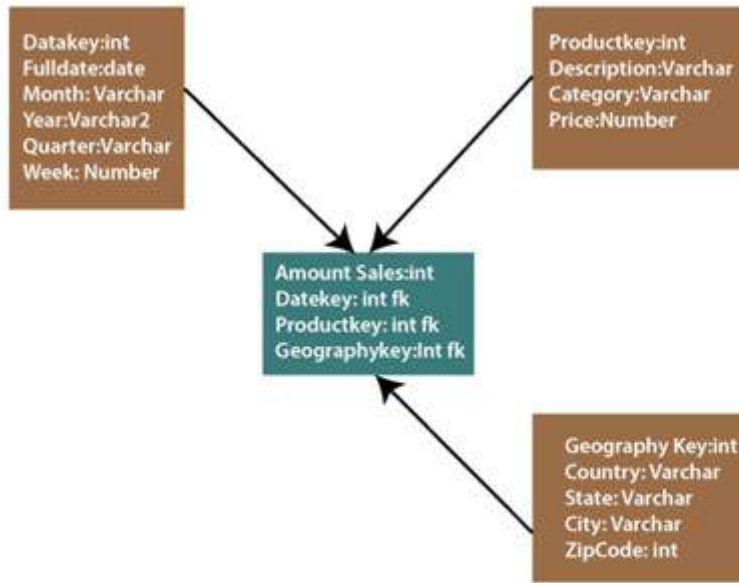 Datakey:int
Fulldate:date
Month: Varchar
Year:Varchar2
Quarter:Varchar
Week: Number
Productkey:int
Description:Varchar
Category:Varchar
Price:Number
Amount Sales:int
Datekey: int fk
Productkey: int fk
Geographykey:Int fk
Geography Key:int
Country: Varchar
State: Varchar
City: Varchar
ZipCode: int